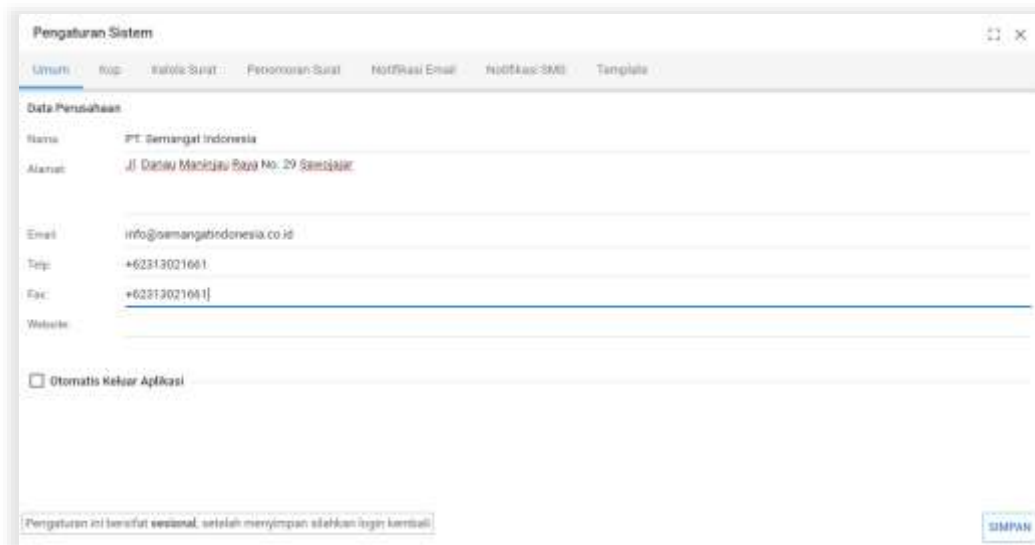 Pengaturan Sistem
Umum Kop Kelola Surat Penomoran Surat Notifikasi Email Notifikasi SMS Template
Data Perusahaan
Nama PT. Semangat Indonesia
Alamat Jl. Danau Maninjau Raya No. 29 Sawojajar
Email info@semangatindonesia.co.id
Telp +62313021661
Fax +62313021661
Website
Otomatis Keluar Aplikasi
Pengaturan ini bersifat sesional, setelah menyimpan silahkan login kembali
SIMPAN